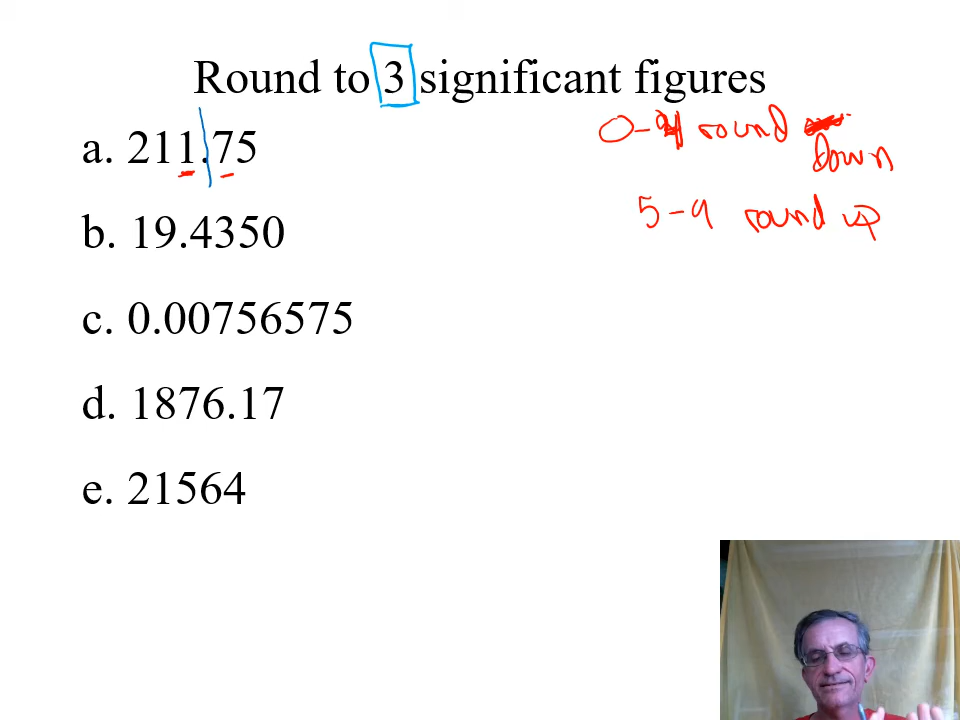 Round to 3 significant figures
a. 211.75
0-4 round
down
b. 19.4350
5-9 round up
c. 0.00756575
d. 1876.17
e. 21564